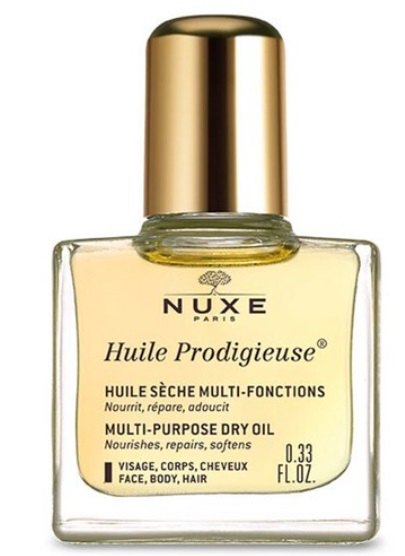 NUXE
PARIS
Huile Prodigieuse®
HUILE SÈCHE MULTI-FONCTIONS
Nourrit, répare, adoucit
MULTI-PURPOSE DRY OIL
Nourishes, repairs, softens
VISAGE, CORPS, CHEVEUX
FACE, BODY, HAIR
0.33
FL.OZ.